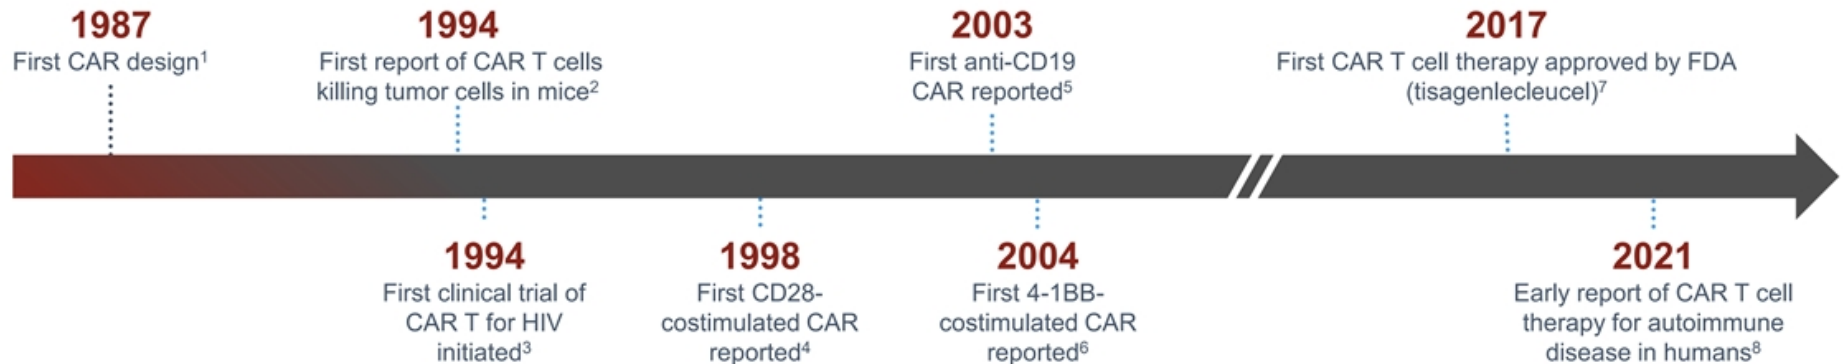 1987
First CAR design¹
1994
First report of CAR T cells
killing tumor cells in mice²
2003
First anti-CD19
CAR reported⁵
2017
First CAR T cell therapy approved by FDA
(tisagenlecleucel)⁷
1994
First clinical trial of
CAR T for HIV
initiated³
1998
First CD28-
costimulated CAR
reported⁴
2004
First 4-1BB-
costimulated CAR
reported⁶
2021
Early report of CAR T cell
therapy for autoimmune
disease in humans⁸